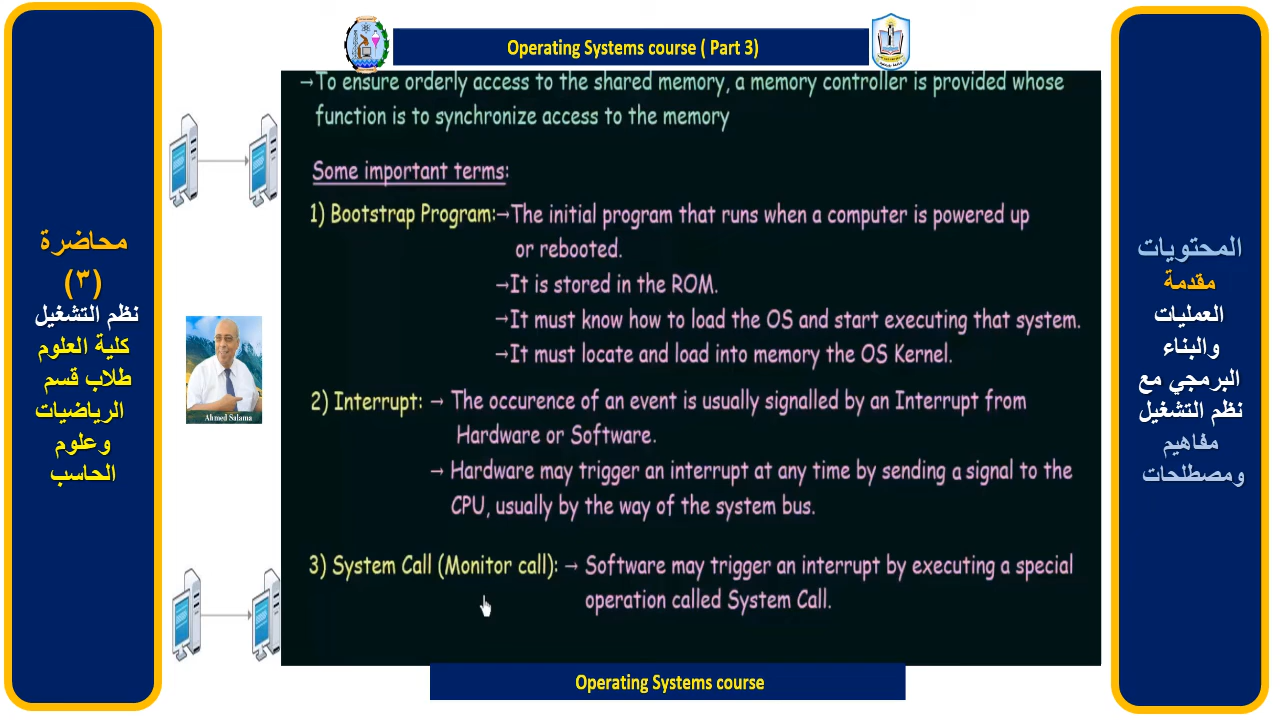 Operating Systems course ( Part 3)
→To ensure orderly access to the shared memory, a memory controller is provided whose
function is to synchronize access to the memory
Some important terms:
1) Bootstrap Program:→The initial program that runs when a computer is powered up
or rebooted.
→It is stored in the ROM.
→It must know how to load the OS and start executing that system.
→It must locate and load into memory the OS Kernel.
2) Interrupt: → The occurence of an event is usually signalled by an Interrupt from
Hardware or Software.
→ Hardware may trigger an interrupt at any time by sending a signal to the
CPU, usually by the way of the system bus.
3) System Call (Monitor call): → Software may trigger an interrupt by executing a special
operation called System Call.
Operating Systems course
محاضرة
(٣)
نظم التشغيل
كلية العلوم
طلاب قسم
الرياضيات
وعلوم
الحاسب
Ahmed Salama
المحتويات
مقدمة
العمليات
والبناء
البرمجي مع
نظم التشغيل
مفاهيم
ومصطلحات